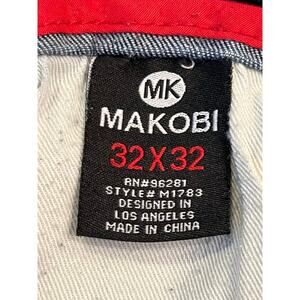 MK
MAKOBI
32X32
RN#96281
STYLE# M1783
DESIGNED IN
LOS ANGELES
MADE IN CHINA